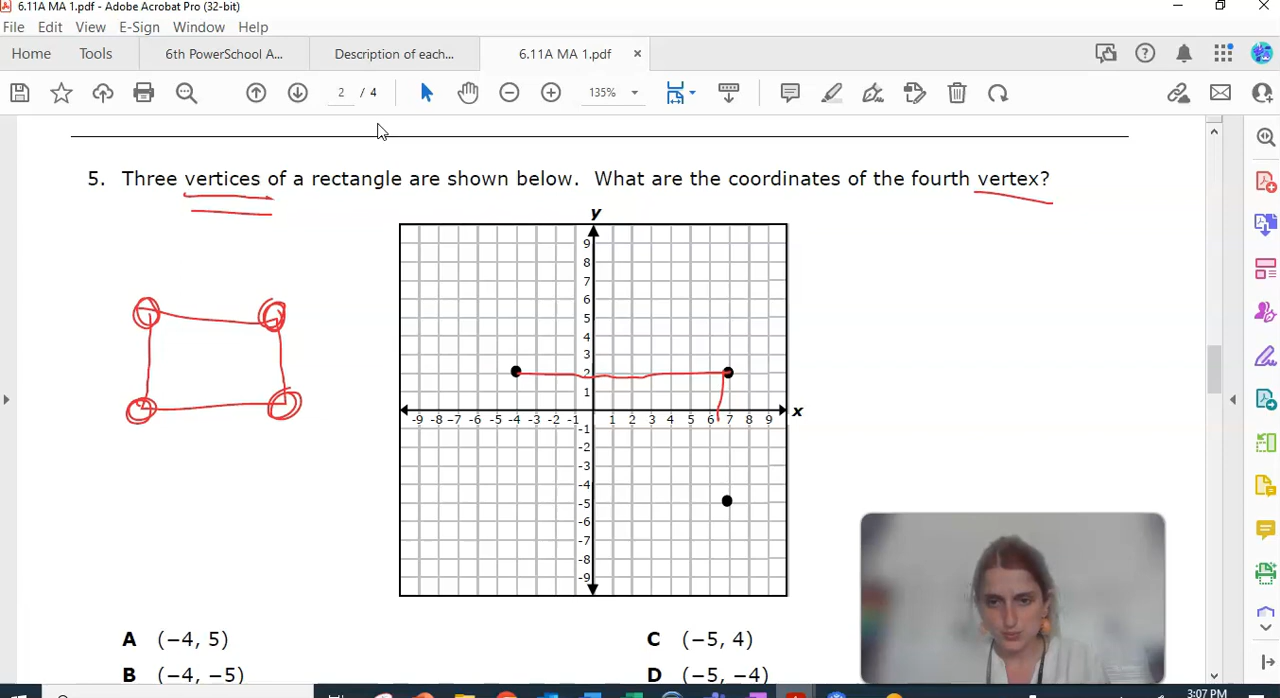 6.11A MA 1.pdf - Adobe Acrobat Pro (32-bit)
File Edit View E-Sign Window Help
Home Tools 6th PowerSchool A... Description of each... 6.11A MA 1.pdf ×
2 / 4 135%
5. Three vertices of a rectangle are shown below. What are the coordinates of the fourth vertex?
y
9
8
7
6
5
4
3
2
1
x
-9 -8 -7 -6 -5 -4 -3 -2 -1 1 2 3 4 5 6 7 8 9
-1
-2
-3
-4
-5
-6
-7
-8
-9
A (−4, 5) C (−5, 4)
B (−4, −5) D (−5, −4)
3:07 PM